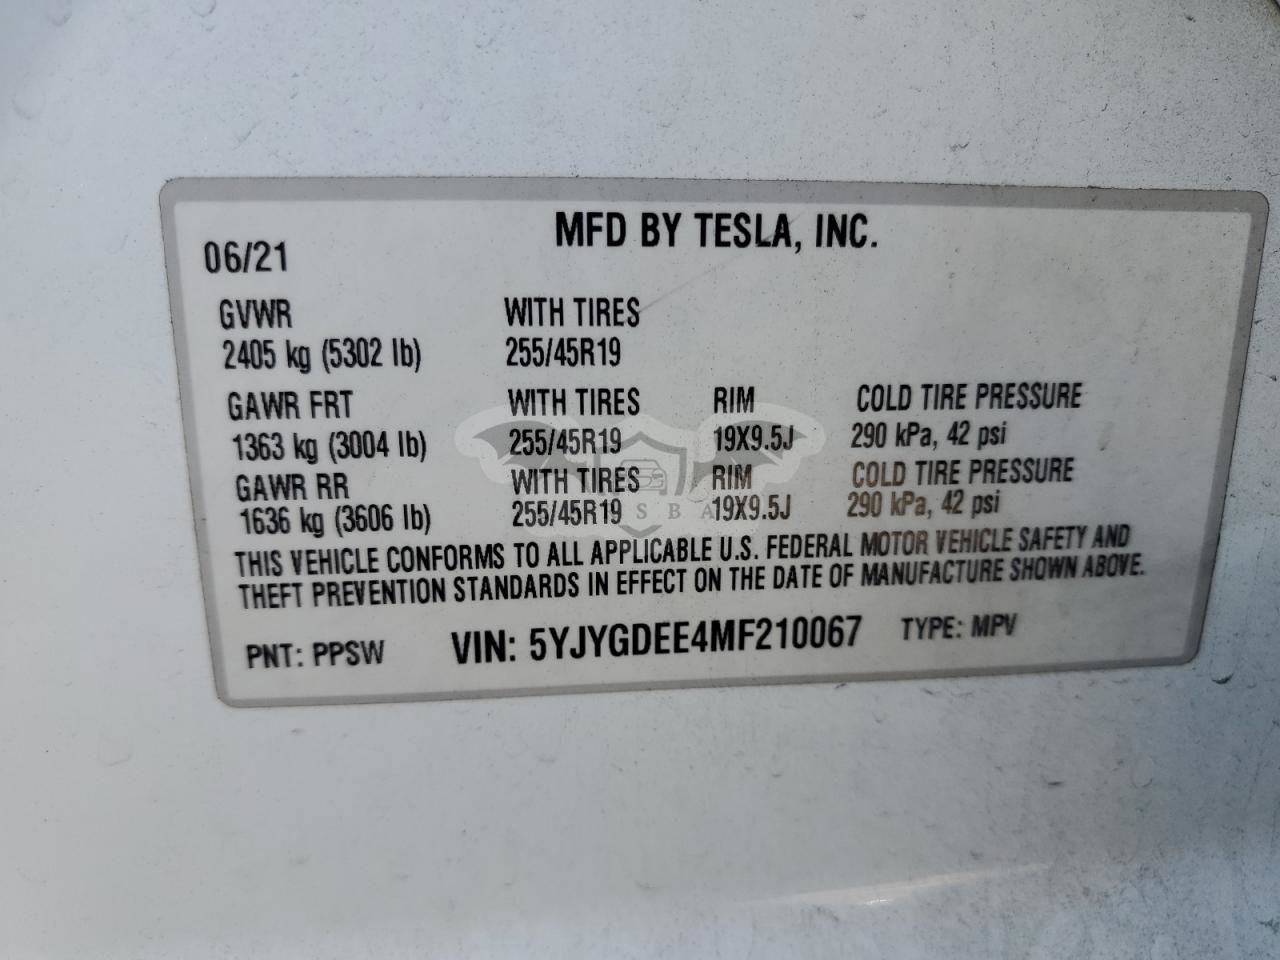 MFD BY TESLA, INC.
06/21
GVWR WITH TIRES
2405 kg (5302 lb) 255/45R19
GAWR FRT WITH TIRES RIM COLD TIRE PRESSURE
1363 kg (3004 lb) 255/45R19 19X9.5J 290 kPa, 42 psi
GAWR RR WITH TIRES RIM COLD TIRE PRESSURE
1636 kg (3606 lb) 255/45R19 19X9.5J 290 kPa, 42 psi
THIS VEHICLE CONFORMS TO ALL APPLICABLE U.S. FEDERAL MOTOR VEHICLE SAFETY AND
THEFT PREVENTION STANDARDS IN EFFECT ON THE DATE OF MANUFACTURE SHOWN ABOVE.
PNT: PPSW VIN: 5YJYGDEE4MF210067 TYPE: MPV